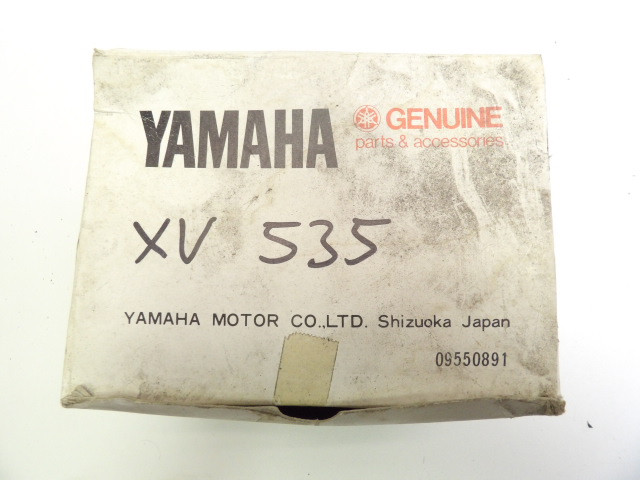 YAMAHA GENUINE
parts & accessories
XV 535
YAMAHA MOTOR CO.,LTD. Shizuoka Japan
09550891